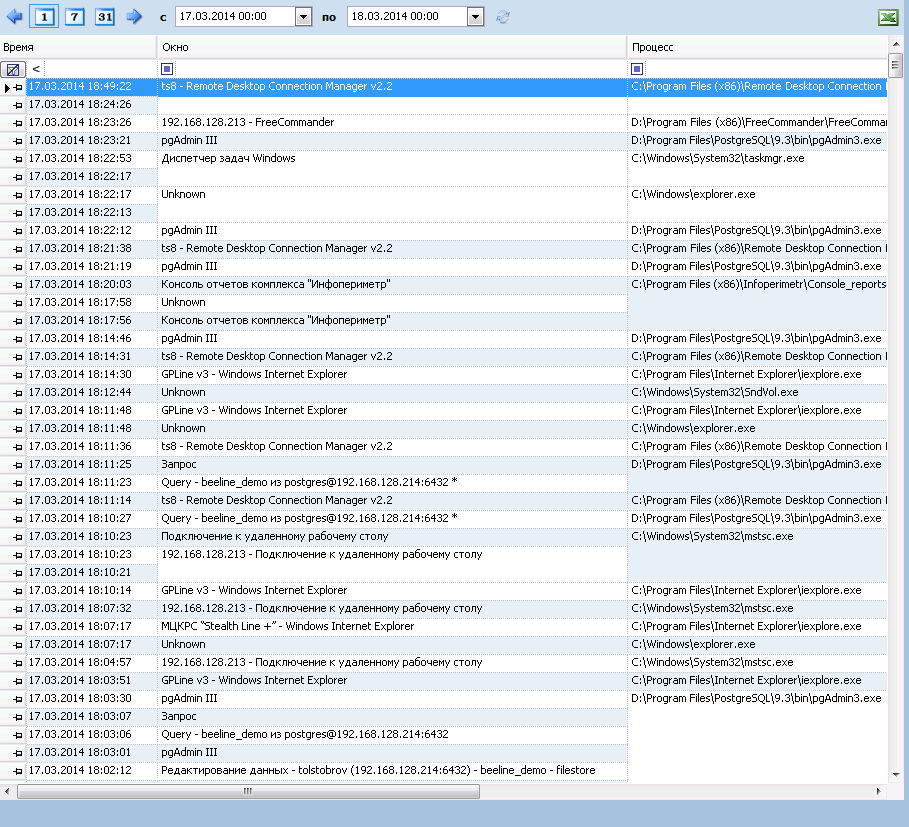 1 7 31 с 17.03.2014 00:00 по 18.03.2014 00:00
Время Окно Процесс
<
17.03.2014 18:49:22 ts8 - Remote Desktop Connection Manager v2.2 C:\Program Files (x86)\Remote Desktop Connection
17.03.2014 18:24:26
17.03.2014 18:23:26 192.168.128.213 - FreeCommander D:\Program Files (x86)\FreeCommander\FreeComma
17.03.2014 18:23:21 pgAdmin III D:\Program Files\PostgreSQL\9.3\bin\pgAdmin3.exe
17.03.2014 18:22:53 Диспетчер задач Windows C:\Windows\System32\taskmgr.exe
17.03.2014 18:22:17
17.03.2014 18:22:17 Unknown C:\Windows\explorer.exe
17.03.2014 18:22:13
17.03.2014 18:22:12 pgAdmin III D:\Program Files\PostgreSQL\9.3\bin\pgAdmin3.exe
17.03.2014 18:21:38 ts8 - Remote Desktop Connection Manager v2.2 C:\Program Files (x86)\Remote Desktop Connection
17.03.2014 18:21:19 pgAdmin III D:\Program Files\PostgreSQL\9.3\bin\pgAdmin3.exe
17.03.2014 18:20:03 Консоль отчетов комплекса "Инфопериметр" C:\Program Files (x86)\Infoperimetr\Console_reports
17.03.2014 18:17:58 Unknown
17.03.2014 18:17:56 Консоль отчетов комплекса "Инфопериметр"
17.03.2014 18:14:46 pgAdmin III D:\Program Files\PostgreSQL\9.3\bin\pgAdmin3.exe
17.03.2014 18:14:31 ts8 - Remote Desktop Connection Manager v2.2 C:\Program Files (x86)\Remote Desktop Connection
17.03.2014 18:14:30 GPLine v3 - Windows Internet Explorer C:\Program Files\Internet Explorer\iexplore.exe
17.03.2014 18:12:44 Unknown C:\Windows\System32\SndVol.exe
17.03.2014 18:11:48 GPLine v3 - Windows Internet Explorer C:\Program Files\Internet Explorer\iexplore.exe
17.03.2014 18:11:48 Unknown C:\Windows\explorer.exe
17.03.2014 18:11:36 ts8 - Remote Desktop Connection Manager v2.2 C:\Program Files (x86)\Remote Desktop Connection
17.03.2014 18:11:25 Запрос D:\Program Files\PostgreSQL\9.3\bin\pgAdmin3.exe
17.03.2014 18:11:23 Query - beeline_demo из postgres@192.168.128.214:6432 *
17.03.2014 18:11:14 ts8 - Remote Desktop Connection Manager v2.2 C:\Program Files (x86)\Remote Desktop Connection
17.03.2014 18:10:27 Query - beeline_demo из postgres@192.168.128.214:6432 * D:\Program Files\PostgreSQL\9.3\bin\pgAdmin3.exe
17.03.2014 18:10:23 Подключение к удаленному рабочему столу C:\Windows\System32\mstsc.exe
17.03.2014 18:10:23 192.168.128.213 - Подключение к удаленному рабочему столу
17.03.2014 18:10:21
17.03.2014 18:10:14 GPLine v3 - Windows Internet Explorer C:\Program Files\Internet Explorer\iexplore.exe
17.03.2014 18:07:32 192.168.128.213 - Подключение к удаленному рабочему столу C:\Windows\System32\mstsc.exe
17.03.2014 18:07:17 МЦКРС "Stealth Line +" - Windows Internet Explorer C:\Program Files\Internet Explorer\iexplore.exe
17.03.2014 18:07:17 Unknown C:\Windows\explorer.exe
17.03.2014 18:04:57 192.168.128.213 - Подключение к удаленному рабочему столу C:\Windows\System32\mstsc.exe
17.03.2014 18:03:51 GPLine v3 - Windows Internet Explorer C:\Program Files\Internet Explorer\iexplore.exe
17.03.2014 18:03:30 pgAdmin III D:\Program Files\PostgreSQL\9.3\bin\pgAdmin3.exe
17.03.2014 18:03:07 Запрос
17.03.2014 18:03:06 Query - beeline_demo из postgres@192.168.128.214:6432
17.03.2014 18:03:01 pgAdmin III
17.03.2014 18:02:12 Редактирование данных - tolstobrov (192.168.128.214:6432) - beeline_demo - filestore